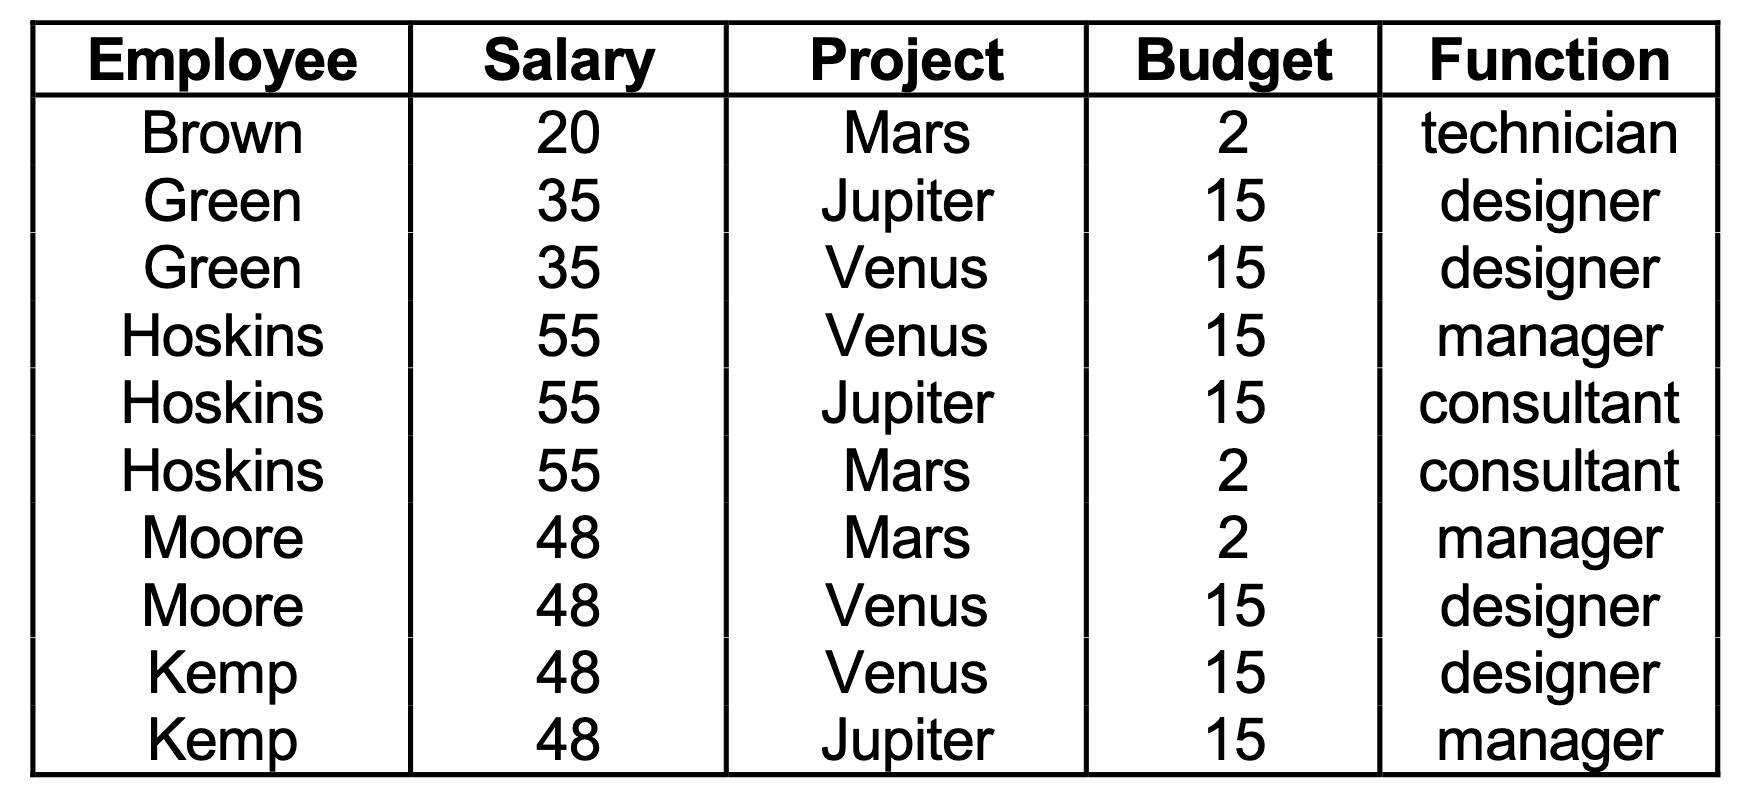 Employee Salary Project Budget Function
Brown 20 Mars 2 technician
Green 35 Jupiter 15 designer
Green 35 Venus 15 designer
Hoskins 55 Venus 15 manager
Hoskins 55 Jupiter 15 consultant
Hoskins 55 Mars 2 consultant
Moore 48 Mars 2 manager
Moore 48 Venus 15 designer
Kemp 48 Venus 15 designer
Kemp 48 Jupiter 15 manager